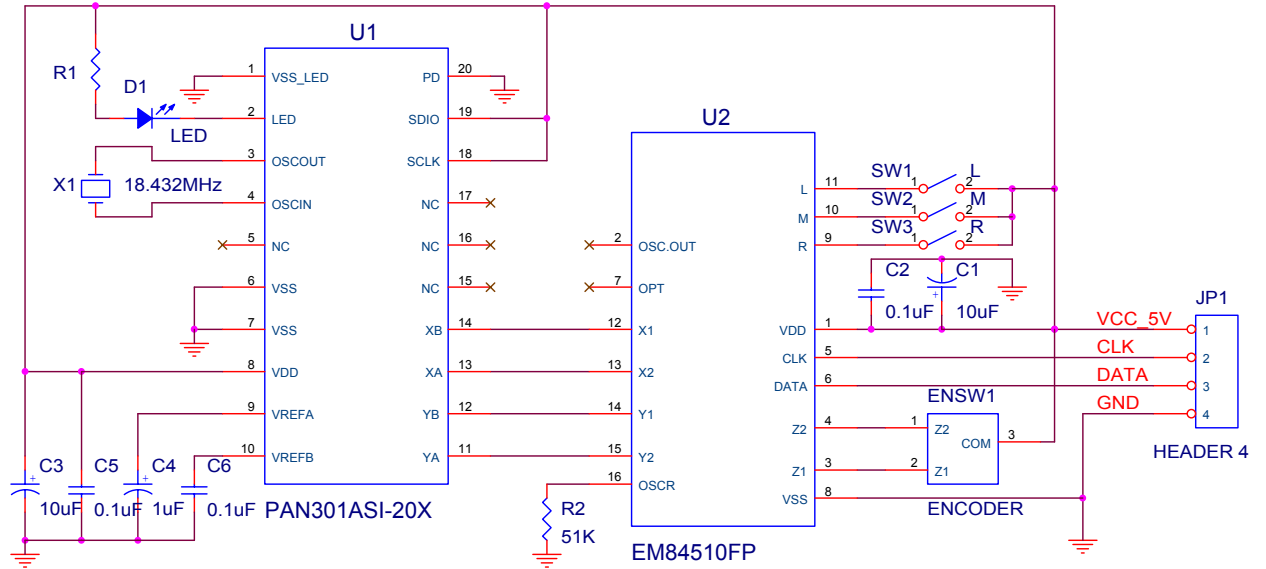 U1
R1
D1
LED
X1
18.432MHz
1 VSS_LED
2 LED
3 OSCOUT
4 OSCIN
5 NC
6 VSS
7 VSS
8 VDD
9 VREFA
10 VREFB
PD 20
SDIO 19
SCLK 18
NC 17
NC 16
NC 15
XB 14
XA 13
YB 12
YA 11
PAN301ASI-20X
C3
+
10uF
C5
0.1uF
C4
+
1uF
C6
0.1uF
U2
2 OSC.OUT
7 OPT
12 X1
13 X2
14 Y1
15 Y2
16 OSCR
L 11
M 10
R 9
VDD 1
CLK 5
DATA 6
Z2 4
Z1 3
VSS 8
EM84510FP
R2
51K
SW1 1 2 L
SW2 1 2 M
SW3 1 2 R
C2
0.1uF
C1
+
10uF
ENSW1
1 Z2
2 Z1
COM 3
ENCODER
JP1
VCC_5V 1
CLK 2
DATA 3
GND 4
HEADER 4